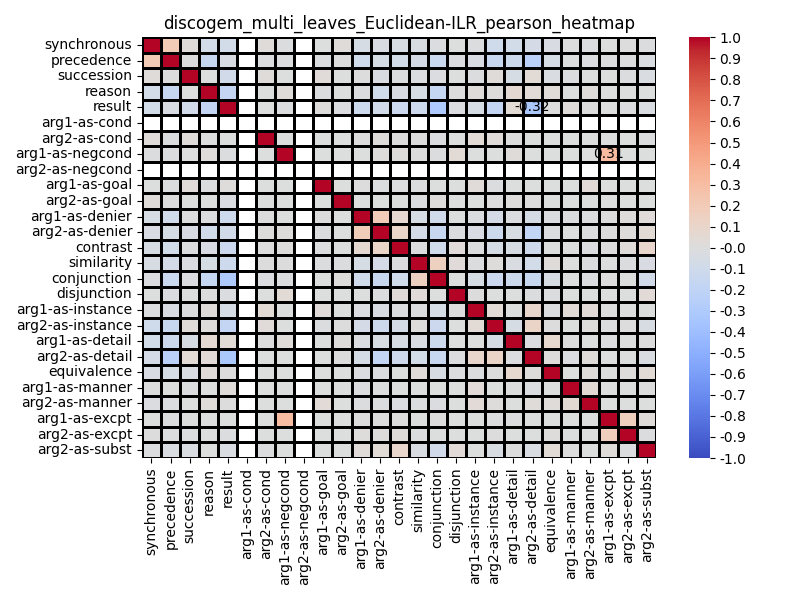 discogem_multi_leaves_Euclidean-ILR_pearson_heatmap
synchronous
precedence
succession
reason
result
arg1-as-cond
arg2-as-cond
arg1-as-negcond
arg2-as-negcond
arg1-as-goal
arg2-as-goal
arg1-as-denier
arg2-as-denier
contrast
similarity
conjunction
disjunction
arg1-as-instance
arg2-as-instance
arg1-as-detail
arg2-as-detail
equivalence
arg1-as-manner
arg2-as-manner
arg1-as-excpt
arg2-as-excpt
arg2-as-subst
-0.32
0.31
synchronous
precedence
succession
reason
result
arg1-as-cond
arg2-as-cond
arg1-as-negcond
arg2-as-negcond
arg1-as-goal
arg2-as-goal
arg1-as-denier
arg2-as-denier
contrast
similarity
conjunction
disjunction
arg1-as-instance
arg2-as-instance
arg1-as-detail
arg2-as-detail
equivalence
arg1-as-manner
arg2-as-manner
arg1-as-excpt
arg2-as-excpt
arg2-as-subst
1.0
0.9
0.8
0.7
0.6
0.5
0.4
0.3
0.2
0.1
-0.0
-0.1
-0.2
-0.3
-0.4
-0.5
-0.6
-0.7
-0.8
-0.9
-1.0